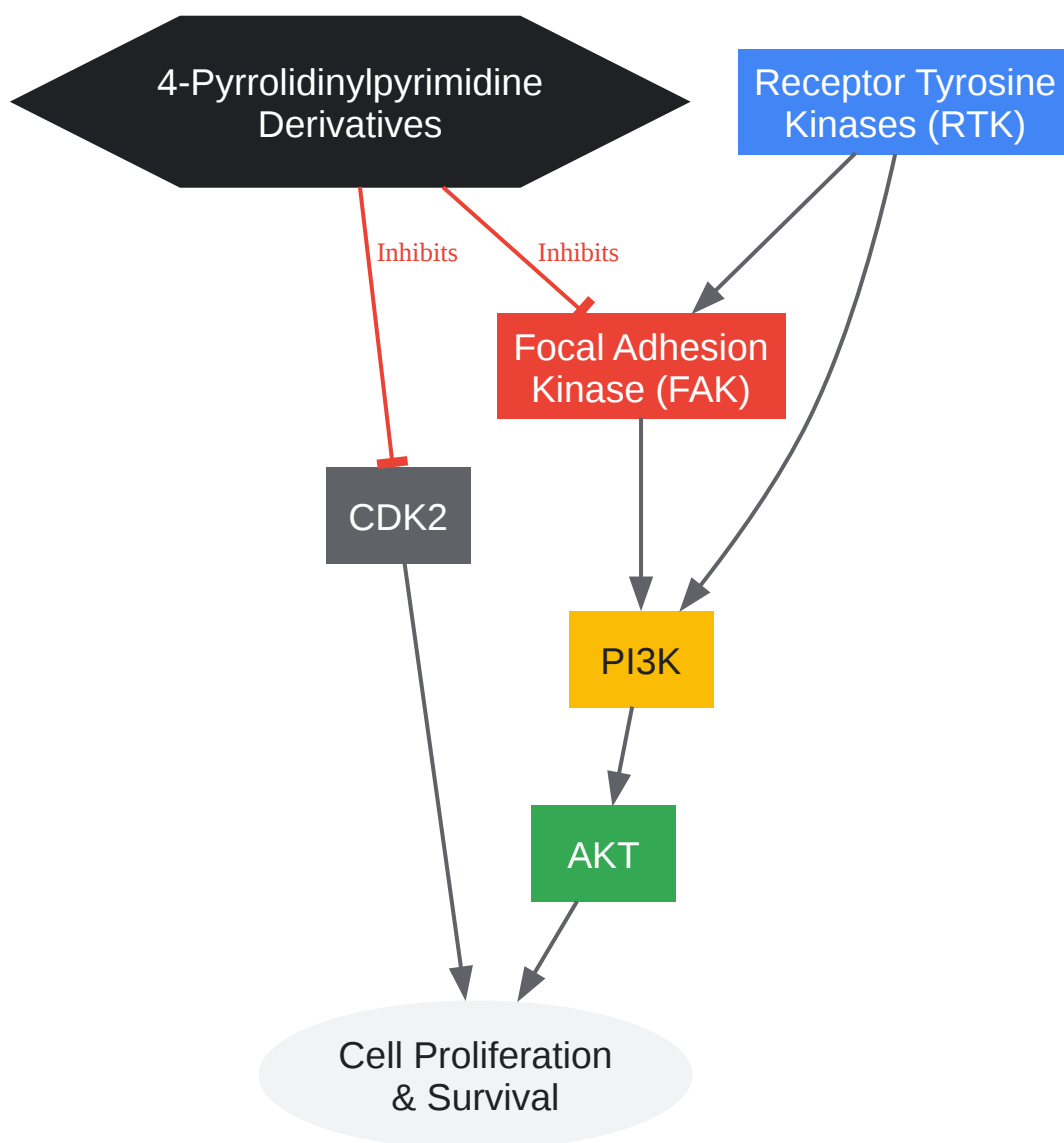 4-Pyrrolidinylpyrimidine
Derivatives
Receptor Tyrosine
Kinases (RTK)
Inhibits
Inhibits
Focal Adhesion
Kinase (FAK)
CDK2
PI3K
AKT
Cell Proliferation
& Survival